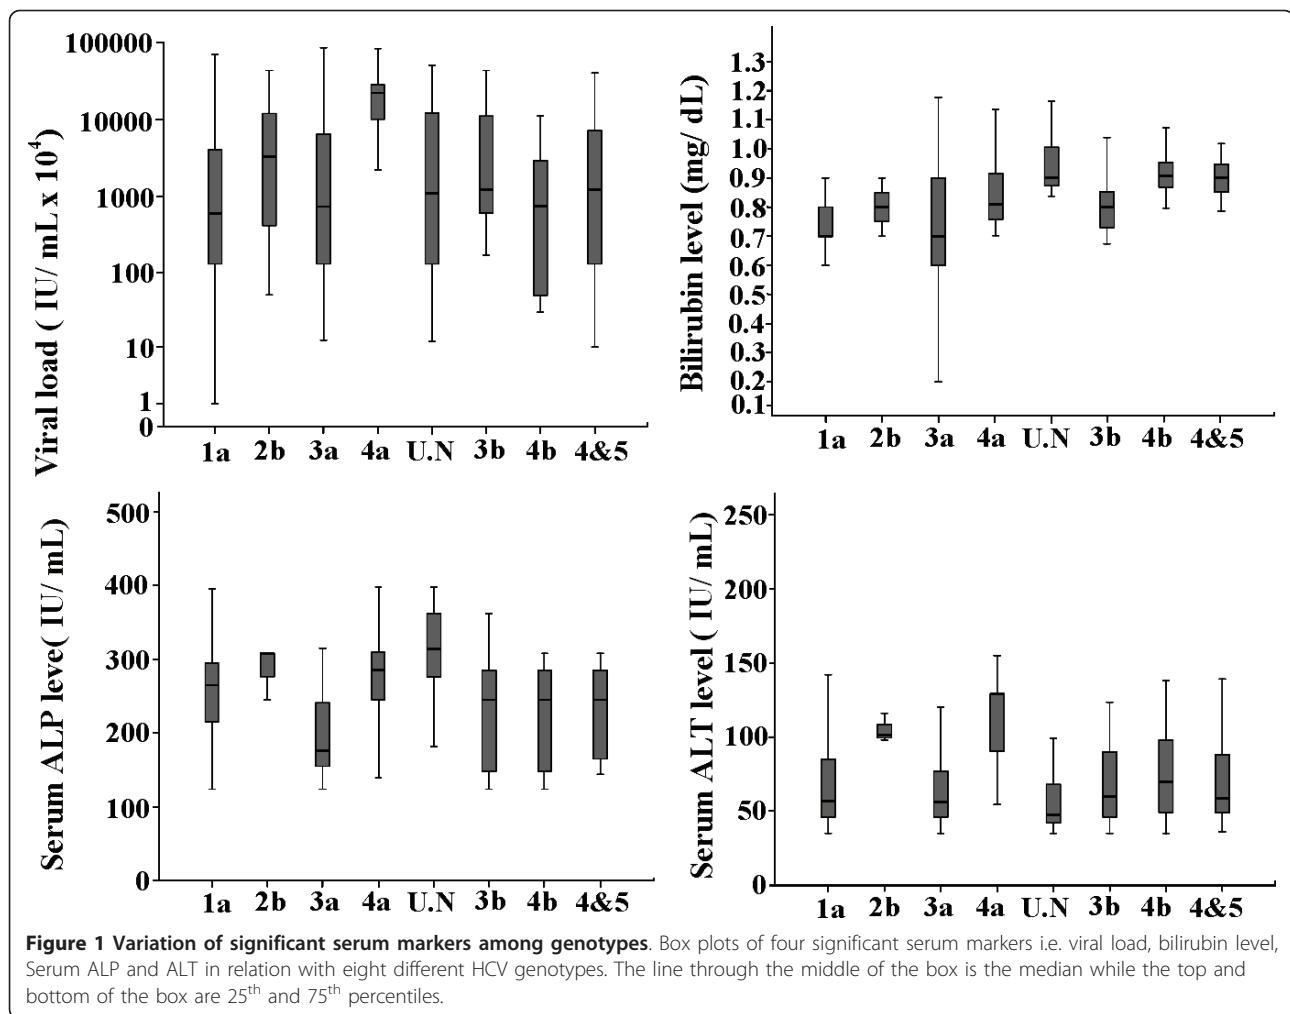 Viral load ( IU/ mL x 10⁴)
100000
10000
1000
100
10
1
0
1a 2b 3a 4a U.N 3b 4b 4&5
Bilirubin level (mg/ dL)
1.3
1.2
1.1
1.0
0.9
0.8
0.7
0.6
0.5
0.4
0.3
0.2
0.1
1a 2b 3a 4a U.N 3b 4b 4&5
Serum ALP leve( IU/ mL)
500
400
300
200
100
0
1a 2b 3a 4a U.N 3b 4b 4&5
Serum ALT level ( IU/ mL)
250
200
150
100
50
0
1a 2b 3a 4a U.N 3b 4b 4&5
Figure 1 Variation of significant serum markers among genotypes. Box plots of four significant serum markers i.e. viral load, bilirubin level,
Serum ALP and ALT in relation with eight different HCV genotypes. The line through the middle of the box is the median while the top and
bottom of the box are 25th and 75th percentiles.